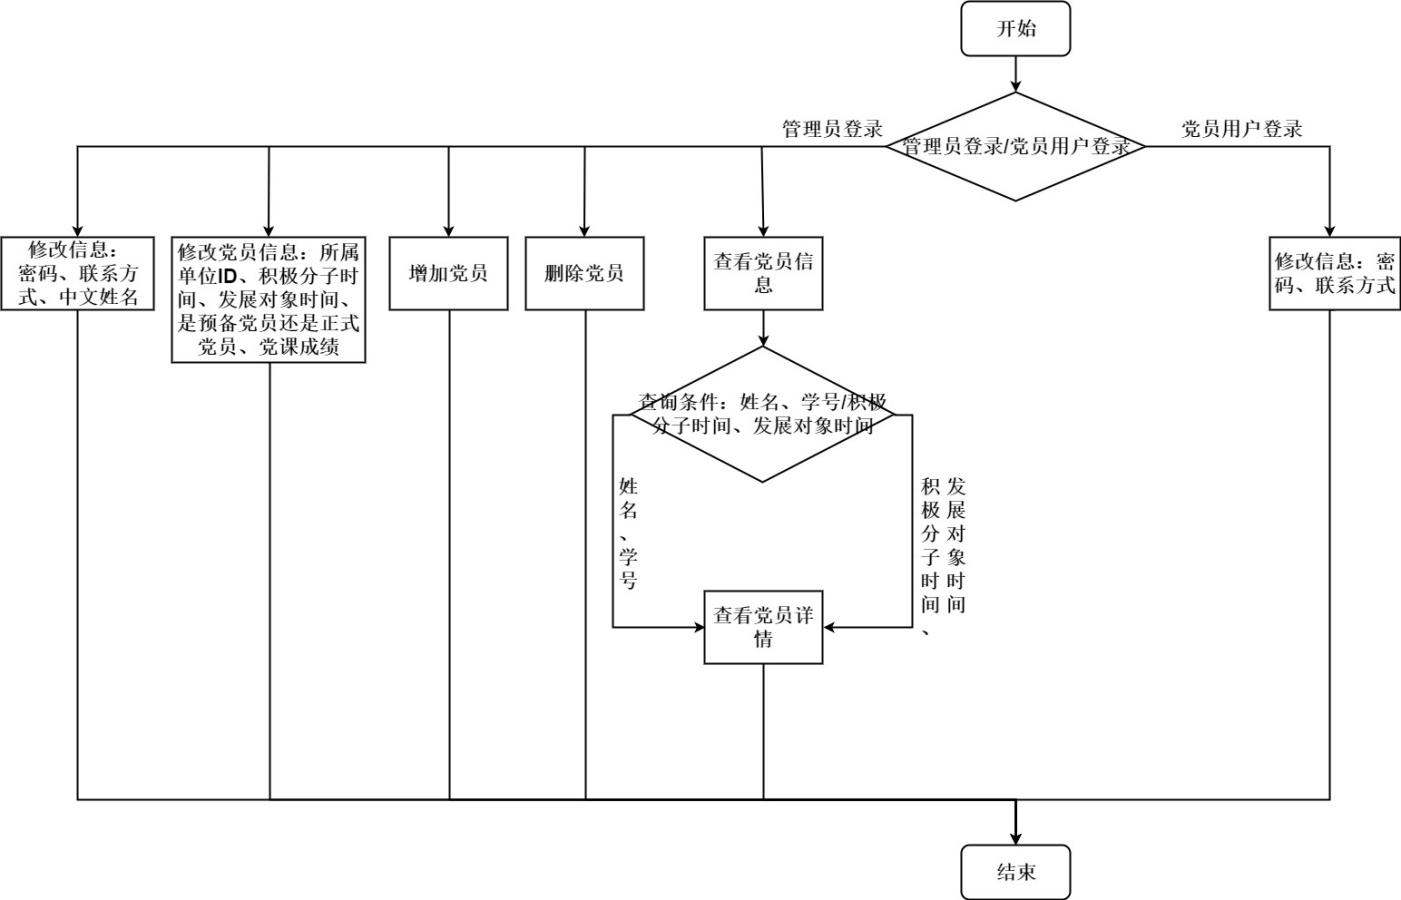 开始
管理员登录
管理员登录/党员用户登录
党员用户登录
修改信息：
密码、联系方
式、中文姓名
修改党员信息：所属
单位ID、积极分子时
间、发展对象时间、
是预备党员还是正式
党员、党课成绩
增加党员
删除党员
查看党员信
息
修改信息：密
码、联系方式
查询条件：姓名、学号/积极
分子时间、发展对象时间
姓名、学号
积极分子时间、
发展对象时间
查看党员详
情
结束